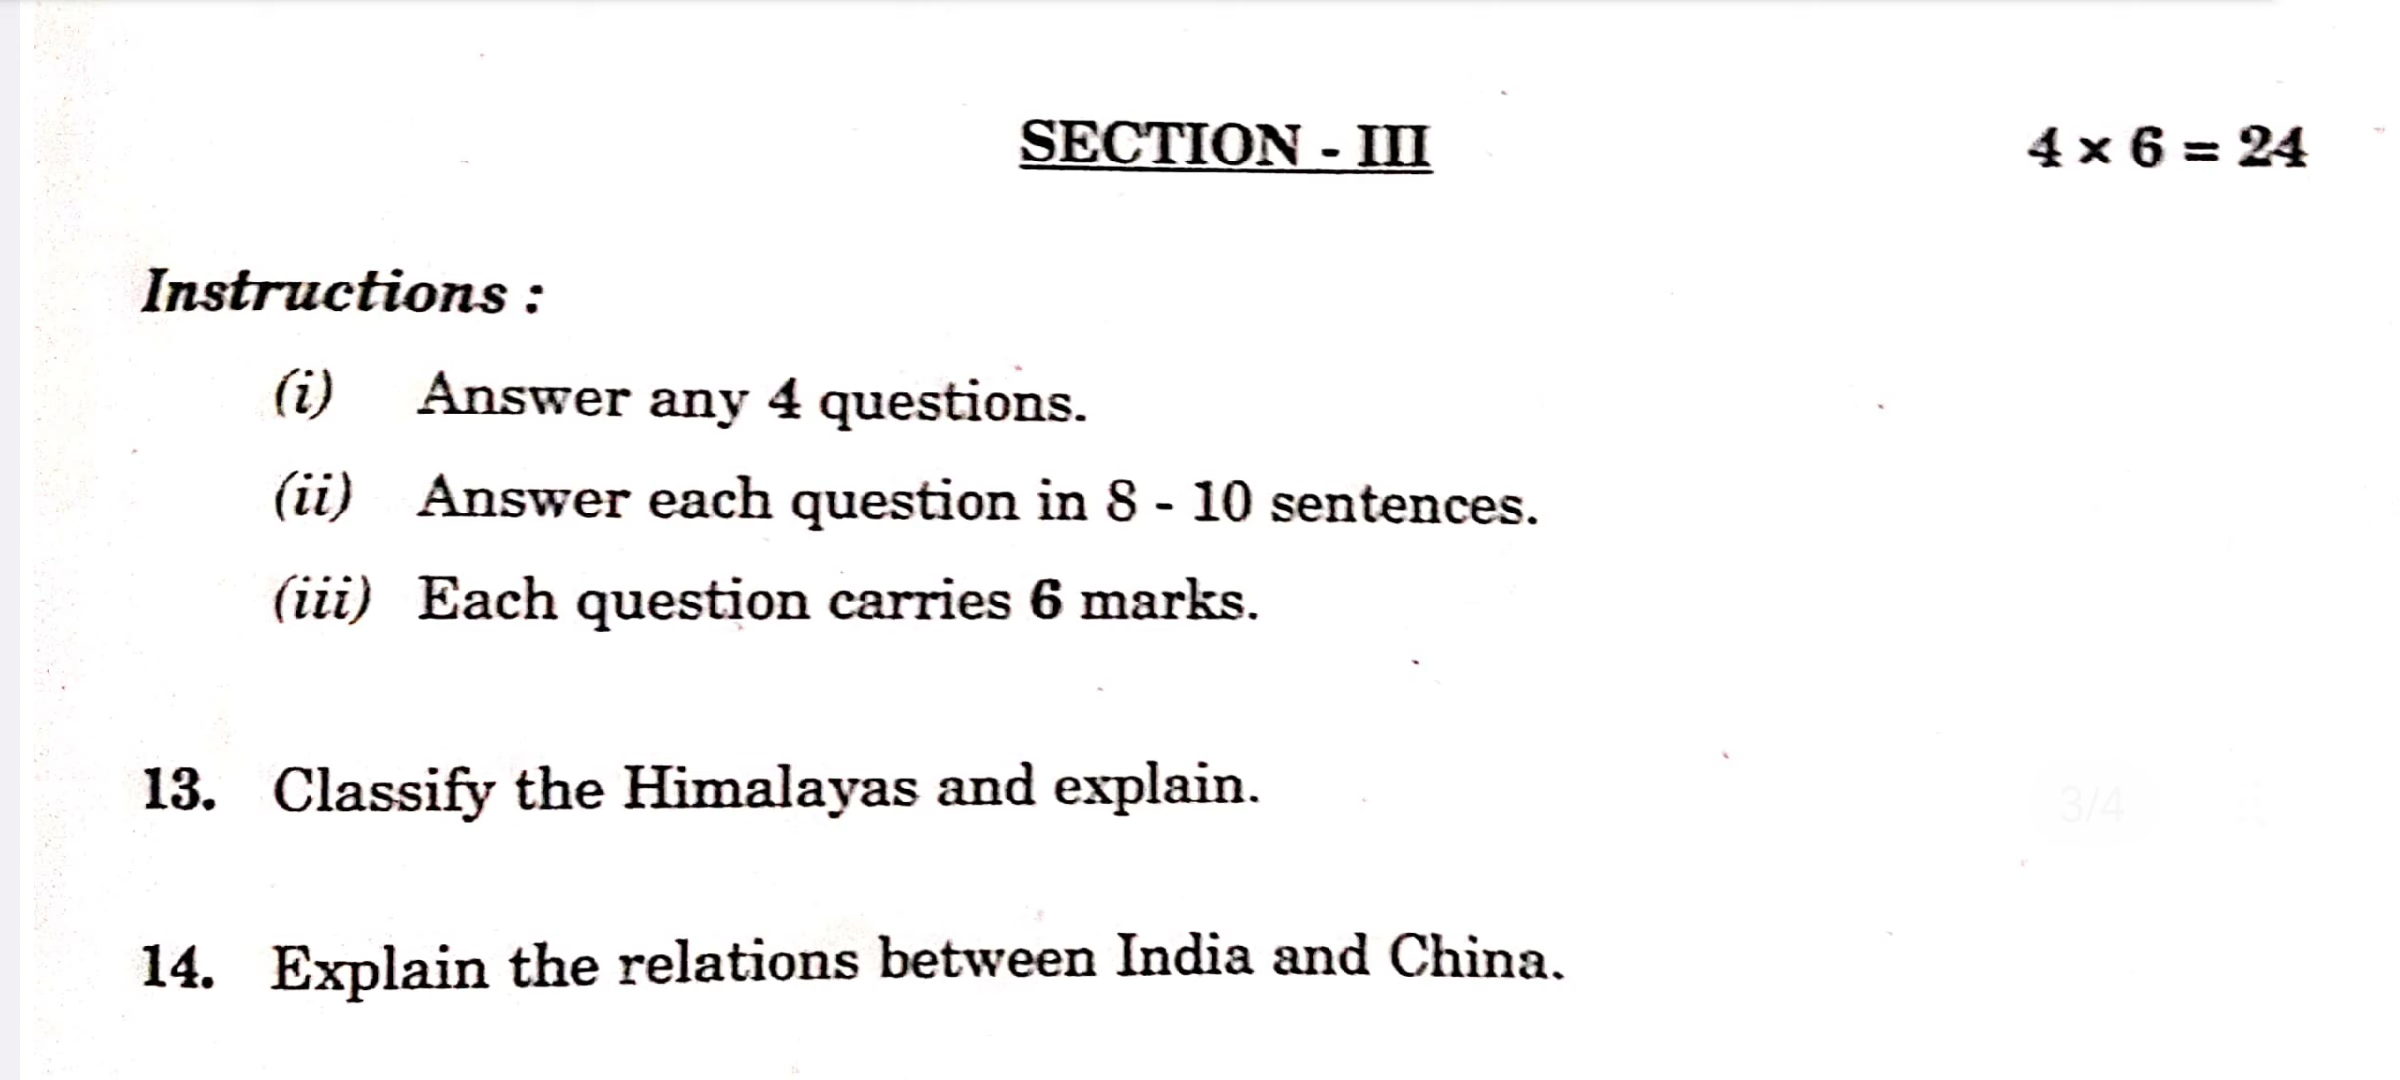 SECTION - III 4 × 6 = 24
Instructions :
(i) Answer any 4 questions.
(ii) Answer each question in 8 - 10 sentences.
(iii) Each question carries 6 marks.
13. Classify the Himalayas and explain.
3/4
14. Explain the relations between India and China.